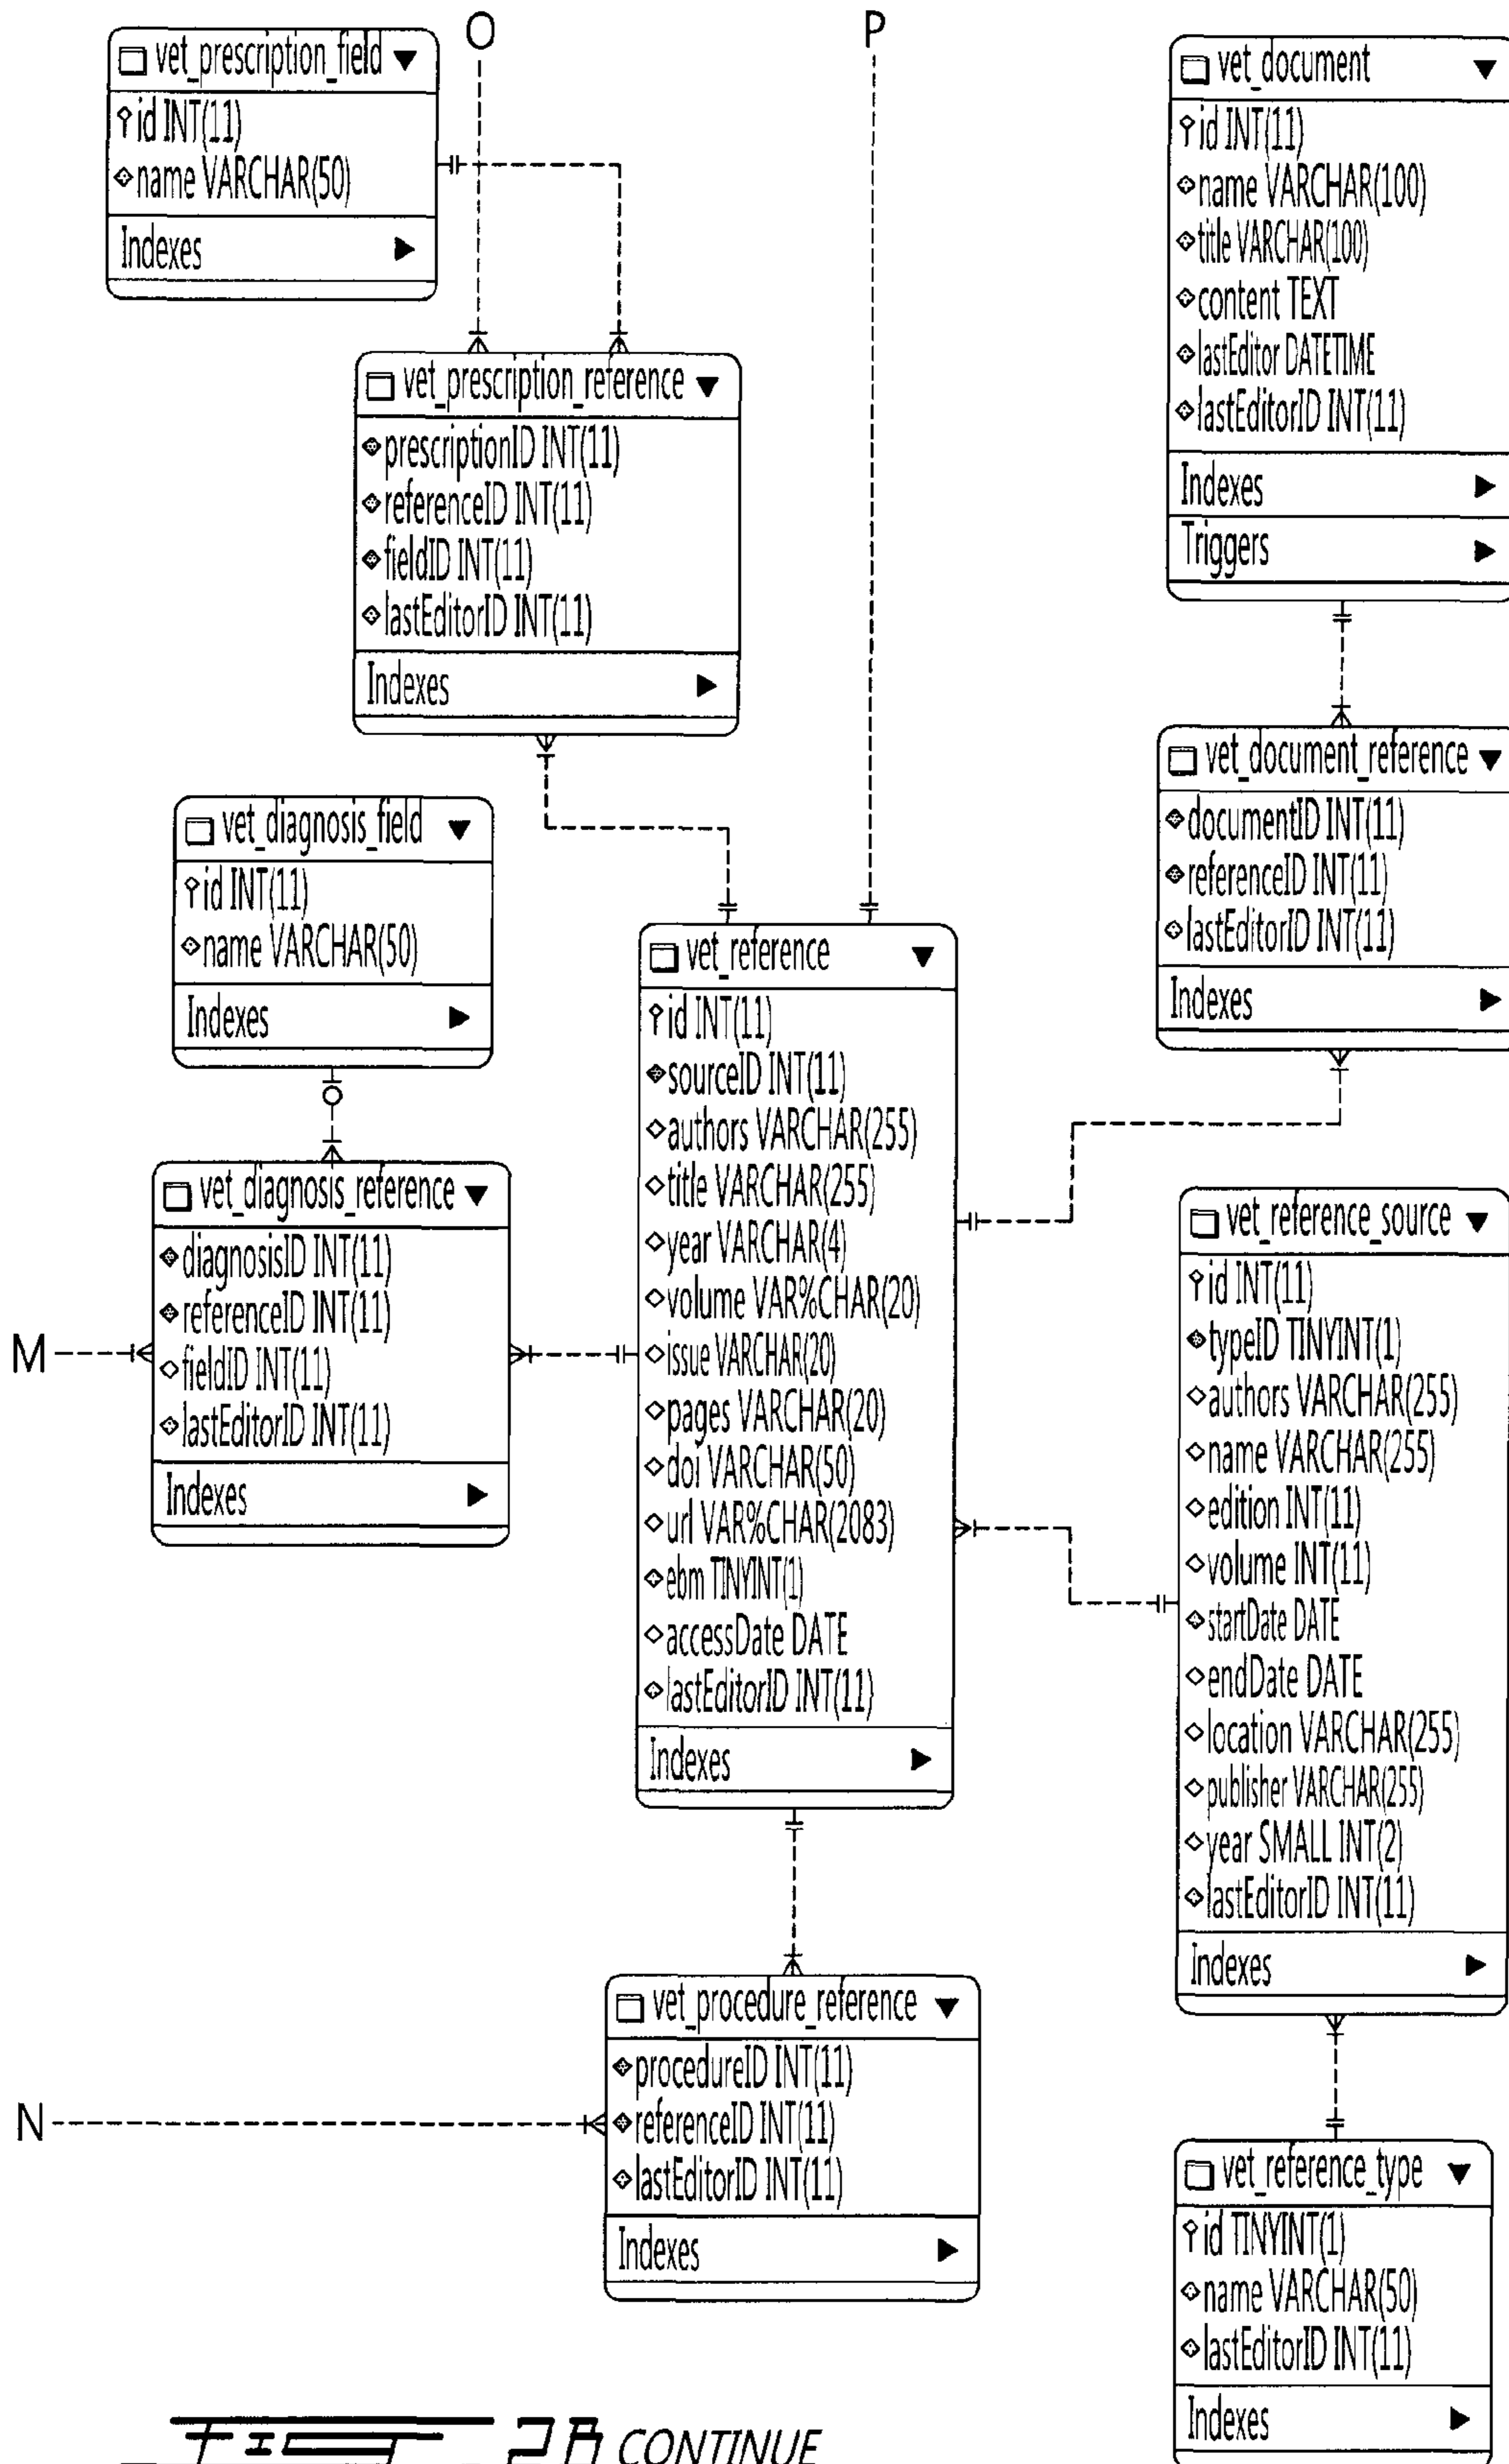 O
P
vet_prescription_field
id INT(11)
name VARCHAR(50)
Indexes
vet_document
id INT(11)
name VARCHAR(100)
title VARCHAR(100)
content TEXT
lastEditor DATETIME
lastEditorID INT(11)
Indexes
Triggers
vet_prescription_reference
prescriptionID INT(11)
referenceID INT(11)
fieldID INT(11)
lastEditorID INT(11)
Indexes
vet_document_reference
documentID INT(11)
referenceID INT(11)
lastEditorID INT(11)
Indexes
vet_diagnosis_field
id INT(11)
name VARCHAR(50)
Indexes
vet_reference
id INT(11)
sourceID INT(11)
authors VARCHAR(255)
title VARCHAR(255)
year VARCHAR(4)
volume VAR%CHAR(20)
issue VARCHAR(20)
pages VARCHAR(20)
doi VARCHAR(50)
url VAR%CHAR(2083)
ebm TINYINT(1)
accessDate DATE
lastEditorID INT(11)
Indexes
M
vet_diagnosis_reference
diagnosisID INT(11)
referenceID INT(11)
fieldID INT(11)
lastEditorID INT(11)
Indexes
vet_reference_source
id INT(11)
typeID TINYINT(1)
authors VARCHAR(255)
name VARCHAR(255)
edition INT(11)
volume INT(11)
startDate DATE
endDate DATE
location VARCHAR(255)
publisher VARCHAR(255)
year SMALL INT(2)
lastEditorID INT(11)
Indexes
N
vet_procedure_reference
procedureID INT(11)
referenceID INT(11)
lastEditorID INT(11)
Indexes
vet_reference_type
id TINYINT(1)
name VARCHAR(50)
lastEditorID INT(11)
Indexes
CONTINUE